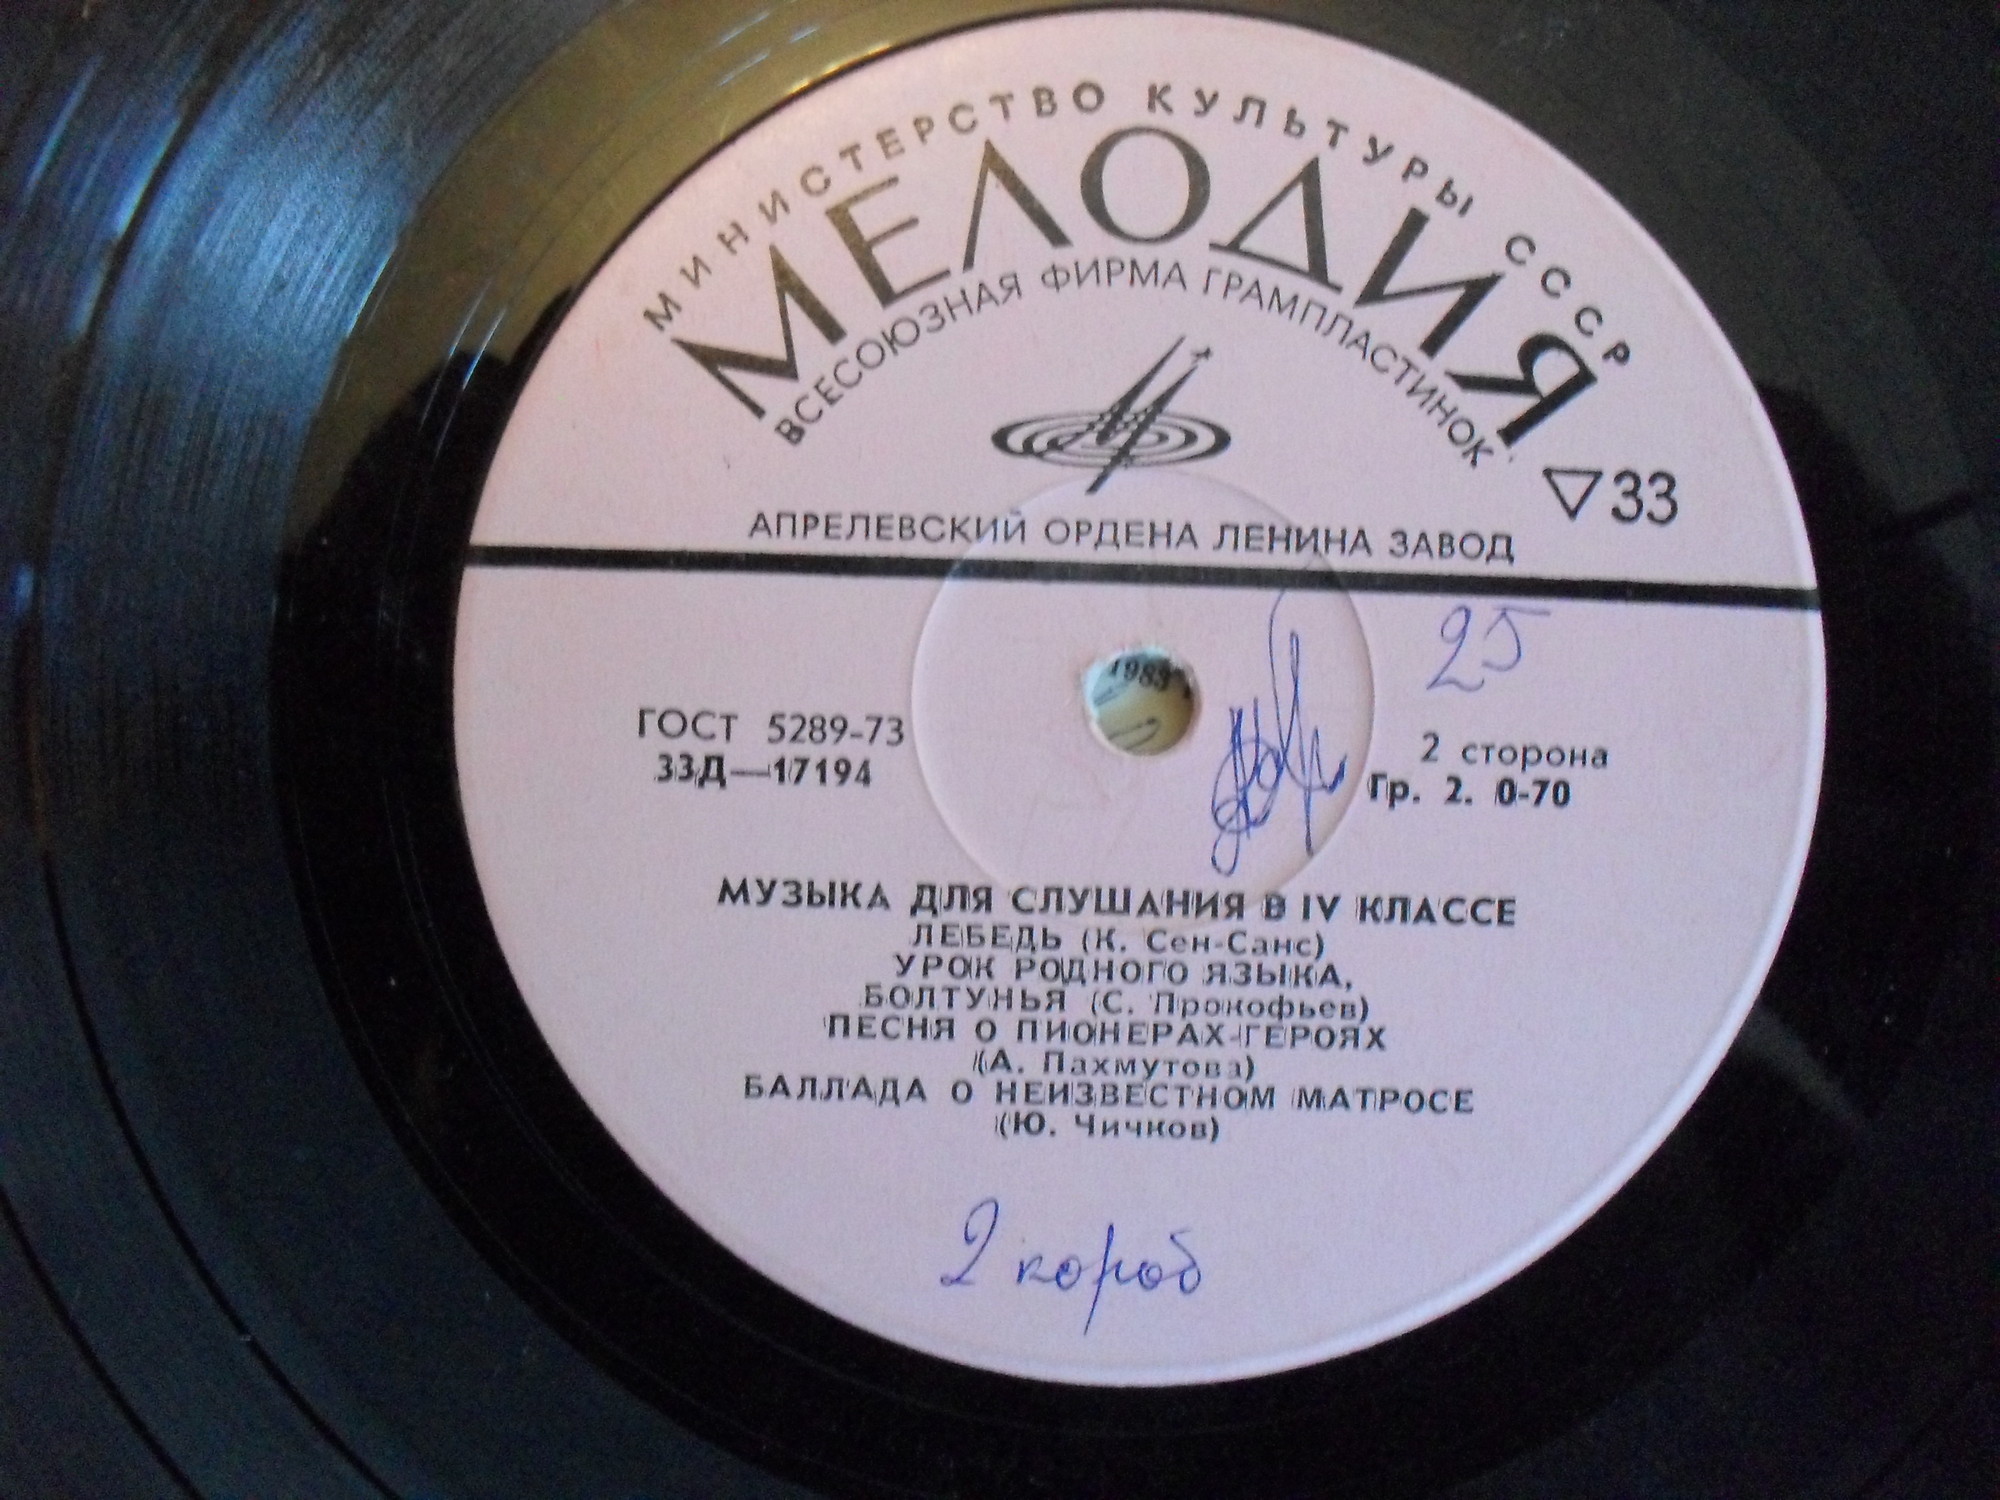 МИНИСТЕРСТВО КУЛЬТУРЫ СССР
МЕЛОДИЯ
ВСЕСОЮЗНАЯ ФИРМА ГРАМПЛАСТИНОК
33
АПРЕЛЕВСКИЙ ОРДЕНА ЛЕНИНА ЗАВОД
25
1983
ГОСТ 5289-73
33Д—17194
2 сторона
Гр. 2. 0-70
МУЗЫКА ДЛЯ СЛУШАНИЯ В IV КЛАССЕ
ЛЕБЕДЬ (К. Сен-Санс)
УРОК РОДНОГО ЯЗЫКА,
БОЛТУНЬЯ (С. Прокофьев)
ПЕСНЯ О ПИОНЕРАХ-ГЕРОЯХ
(А. Пахмутова)
БАЛЛАДА О НЕИЗВЕСТНОМ МАТРОСЕ
(Ю. Чичков)
2 короб